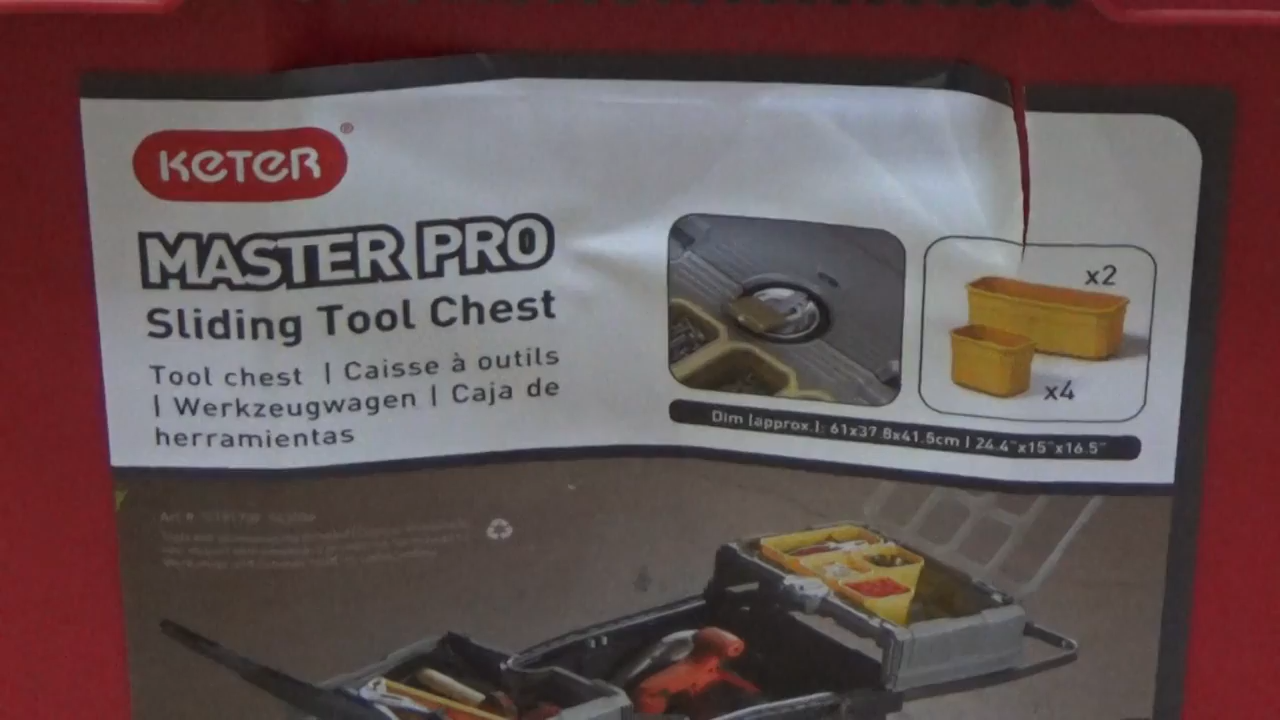 KETER®
MASTER PRO
Sliding Tool Chest
Tool chest | Caisse à outils
| Werkzeugwagen | Caja de
herramientas
x2
x4
Dim (approx.): 61x37.8x41.5cm | 24.4"x15"x16.5"
Art #